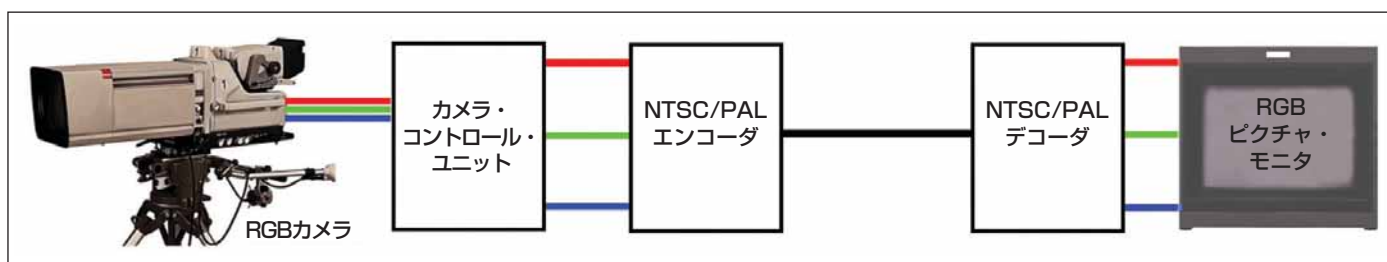 RGBカメラ
カメラ・
コントロール・
ユニット
NTSC/PAL
エンコーダ
NTSC/PAL
デコーダ
RGB
ピクチャ・
モニタ